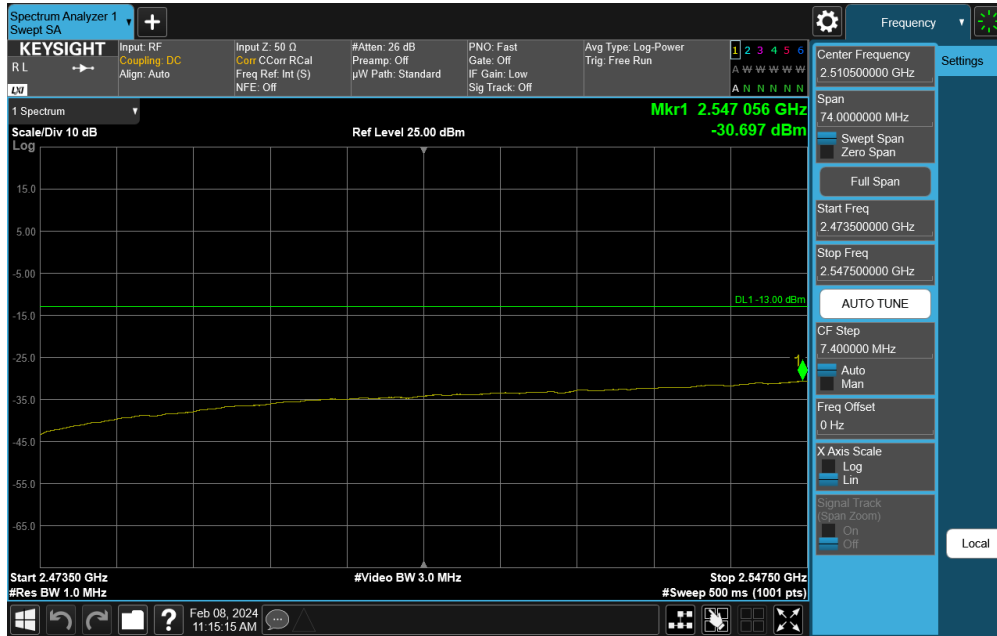 Spectrum Analyzer 1
Swept SA
+
Frequency
KEYSIGHT
R L
LXI
Input: RF
Coupling: DC
Align: Auto
Input Z: 50 Ω
Corr CCorr RCal
Freq Ref: Int (S)
NFE: Off
#Atten: 26 dB
Preamp: Off
µW Path: Standard
PNO: Fast
Gate: Off
IF Gain: Low
Sig Track: Off
Avg Type: Log-Power
Trig: Free Run
1 2 3 4 5 6
A W W W W W
A N N N N N
1 Spectrum
Scale/Div 10 dB
Log
Ref Level 25.00 dBm
Mkr1 2.547 056 GHz
-30.697 dBm
15.0
5.00
-5.00
-15.0
-25.0
-35.0
-45.0
-55.0
-65.0
DL1 -13.00 dBm
1
Start 2.47350 GHz
#Res BW 1.0 MHz
#Video BW 3.0 MHz
Stop 2.54750 GHz
#Sweep 500 ms (1001 pts)
Center Frequency
2.510500000 GHz
Span
74.0000000 MHz
Swept Span
Zero Span
Full Span
Start Freq
2.473500000 GHz
Stop Freq
2.547500000 GHz
AUTO TUNE
CF Step
7.400000 MHz
Auto
Man
Freq Offset
0 Hz
X Axis Scale
Log
Lin
Signal Track
(Span Zoom)
On
Off
Settings
Local
?
Feb 08, 2024
11:15:15 AM